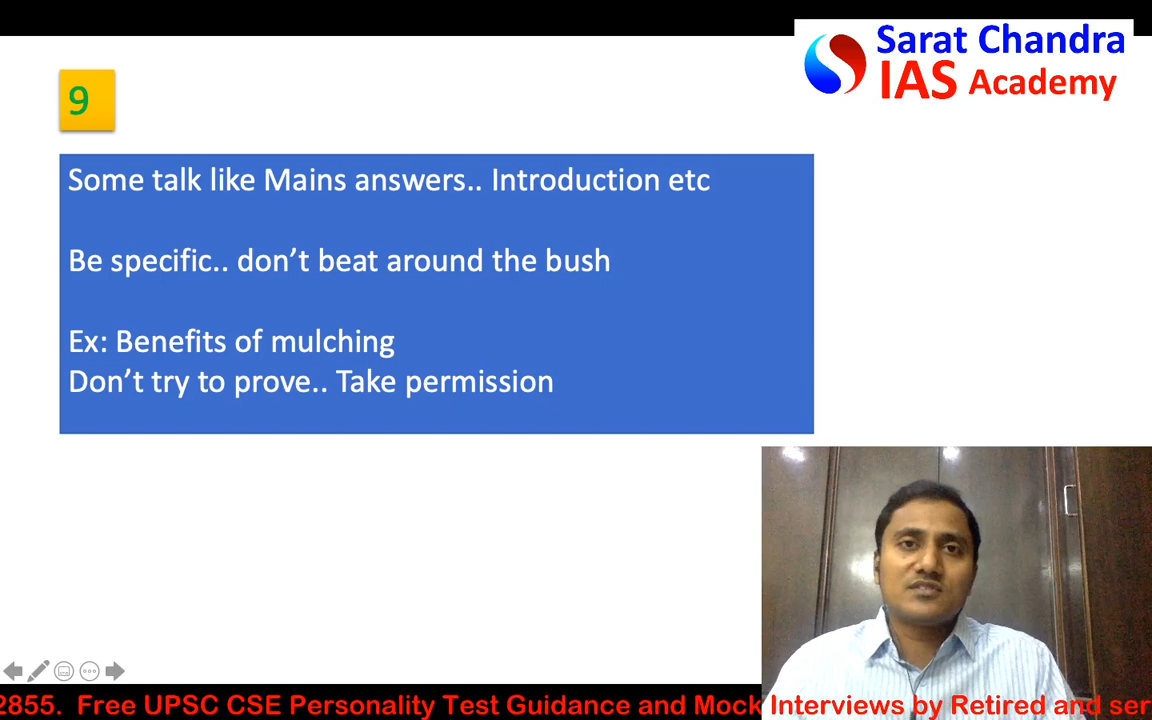 Sarat Chandra
IAS Academy
9
Some talk like Mains answers.. Introduction etc
Be specific.. don’t beat around the bush
Ex: Benefits of mulching
Don’t try to prove.. Take permission
2855. Free UPSC CSE Personality Test Guidance and Mock Interviews by Retired and ser